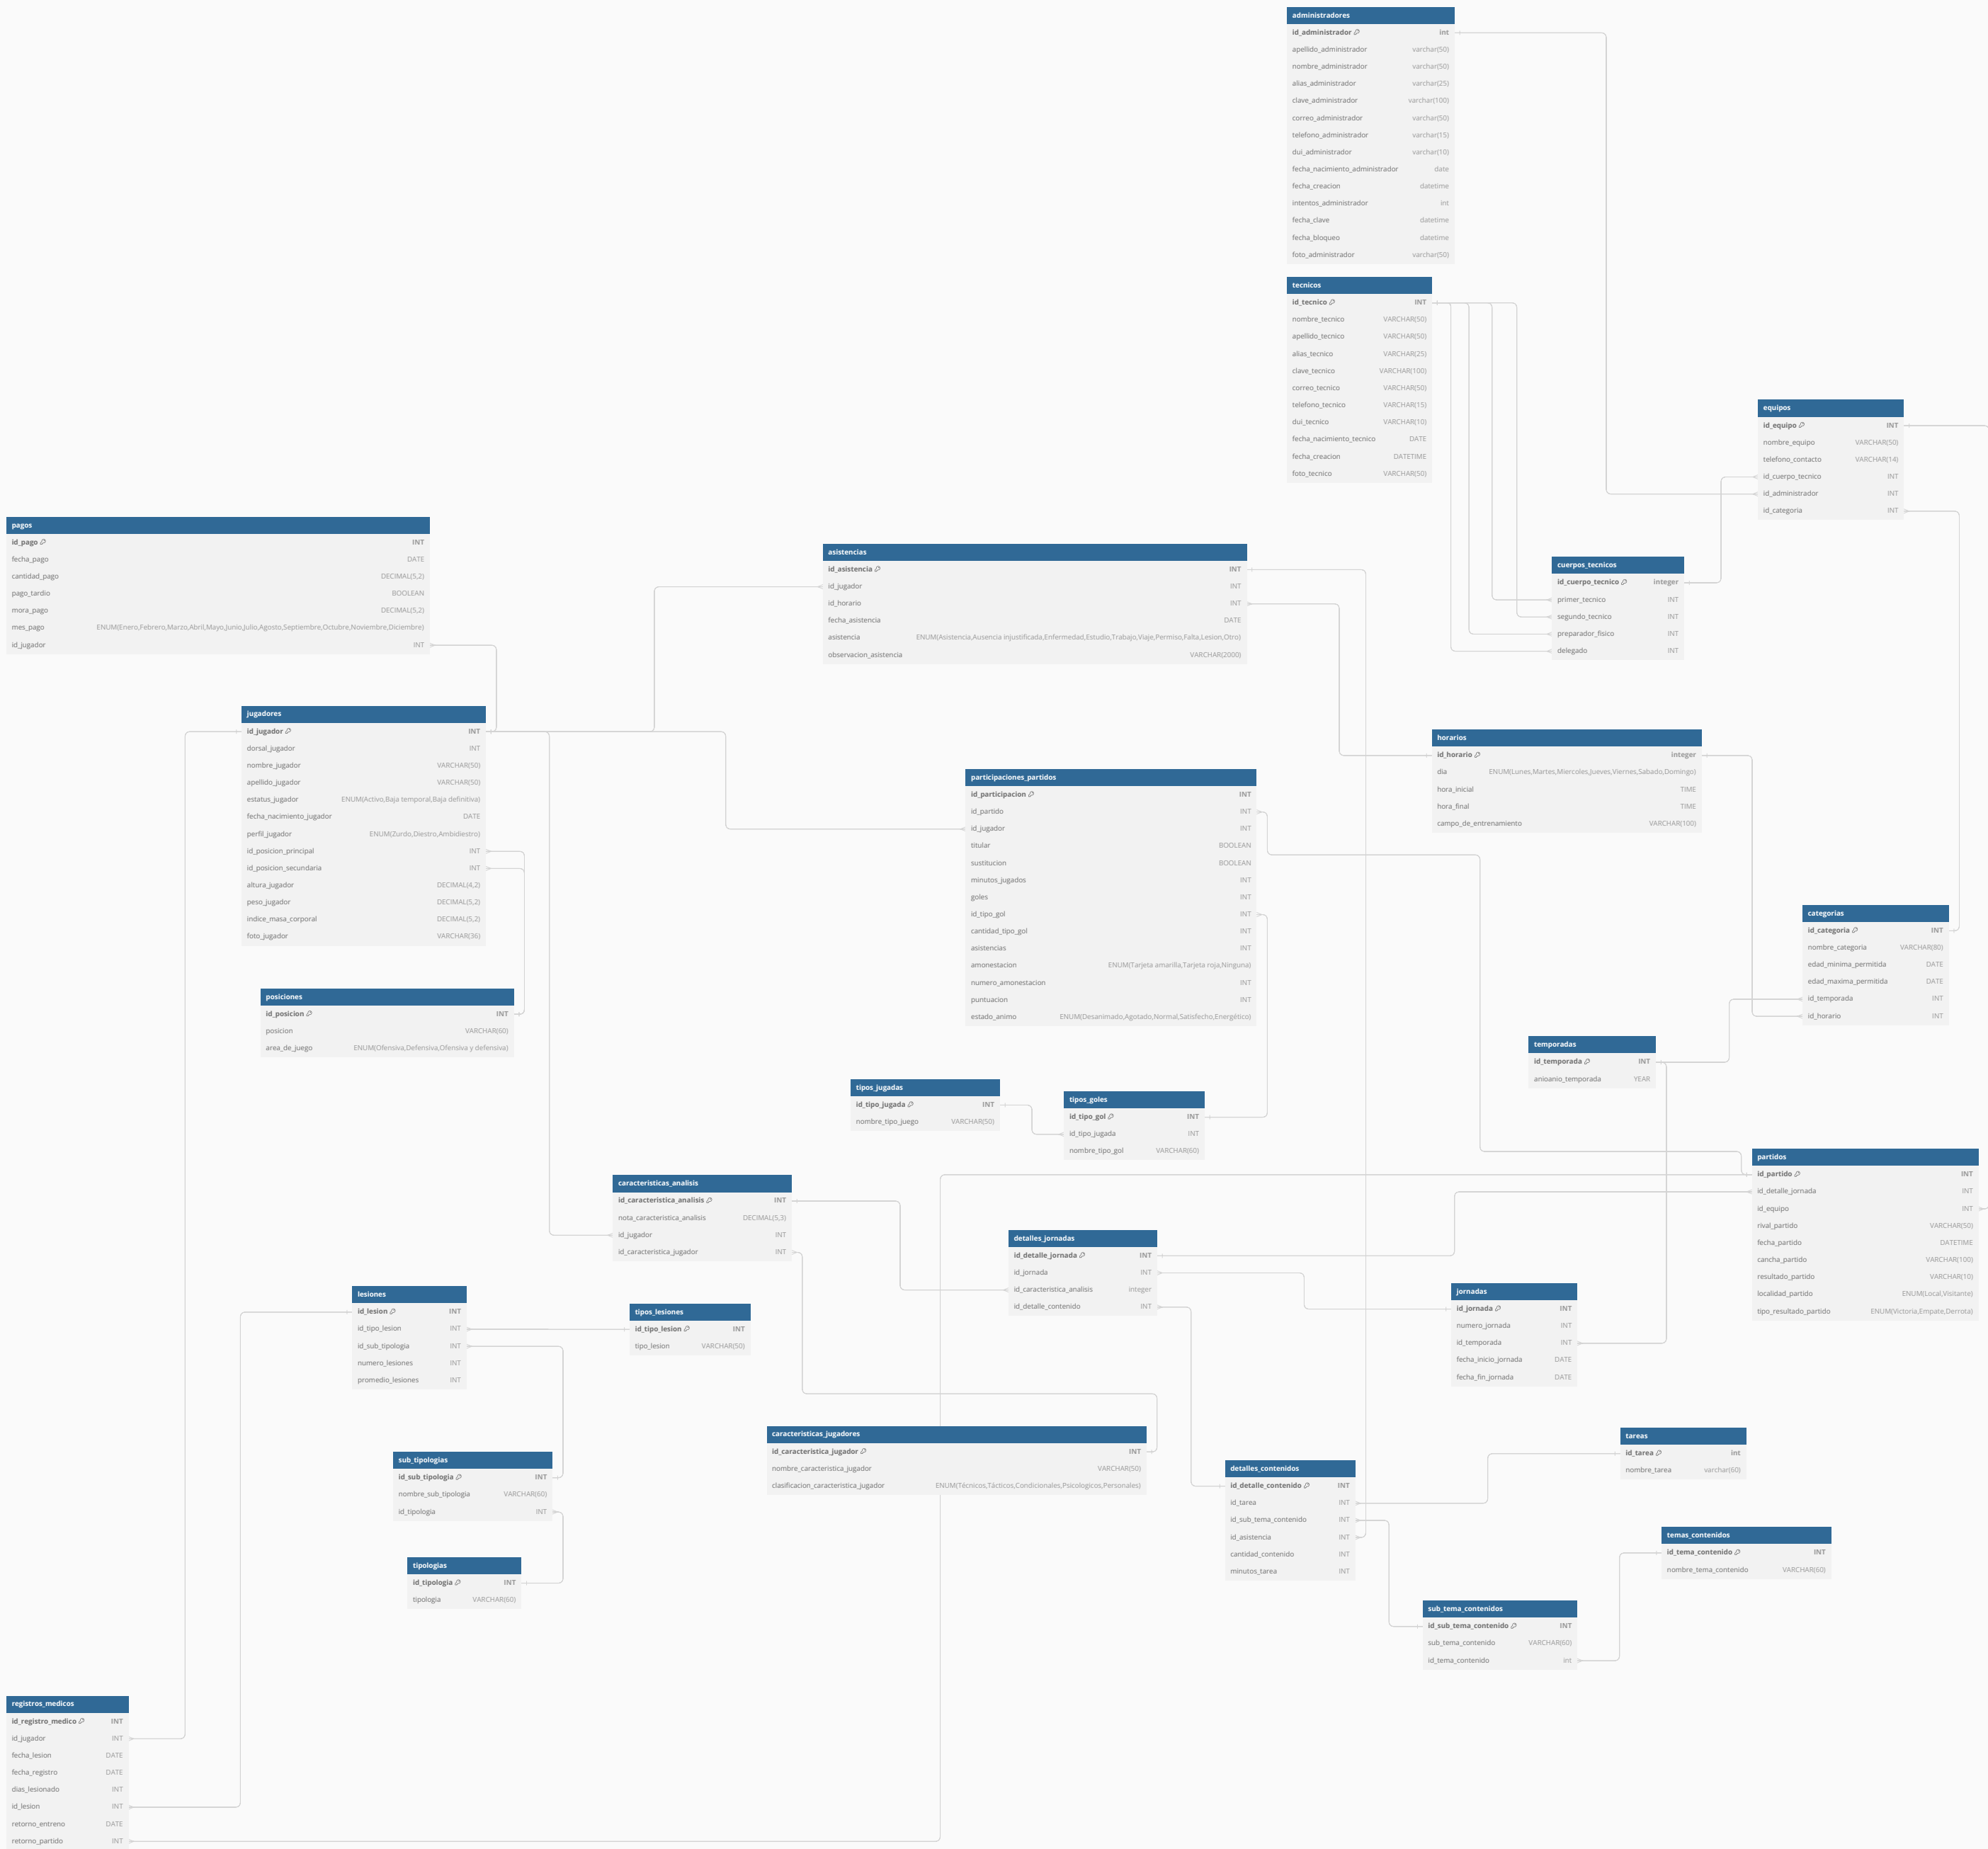 administradores
id_administrador int
apellido_administrador varchar(50)
nombre_administrador varchar(50)
alias_administrador varchar(25)
clave_administrador varchar(100)
correo_administrador varchar(50)
telefono_administrador varchar(15)
dui_administrador varchar(10)
fecha_nacimiento_administrador date
fecha_creacion datetime
intentos_administrador int
fecha_clave datetime
fecha_bloqueo datetime
foto_administrador varchar(50)
tecnicos
id_tecnico INT
nombre_tecnico VARCHAR(50)
apellido_tecnico VARCHAR(50)
alias_tecnico VARCHAR(25)
clave_tecnico VARCHAR(100)
correo_tecnico VARCHAR(50)
telefono_tecnico VARCHAR(15)
dui_tecnico VARCHAR(10)
fecha_nacimiento_tecnico DATE
fecha_creacion DATETIME
foto_tecnico VARCHAR(50)
equipos
id_equipo INT
nombre_equipo VARCHAR(50)
telefono_contacto VARCHAR(14)
id_cuerpo_tecnico INT
id_administrador INT
id_categoria INT
pagos
id_pago INT
fecha_pago DATE
cantidad_pago DECIMAL(5,2)
pago_tardio BOOLEAN
mora_pago DECIMAL(5,2)
mes_pago ENUM(Enero,Febrero,Marzo,Abril,Mayo,Junio,Julio,Agosto,Septiembre,Octubre,Noviembre,Diciembre)
id_jugador INT
asistencias
id_asistencia INT
id_jugador INT
id_horario INT
fecha_asistencia DATE
asistencia ENUM(Asistencia,Ausencia injustificada,Enfermedad,Estudio,Trabajo,Viaje,Permiso,Falta,Lesion,Otro)
observacion_asistencia VARCHAR(2000)
cuerpos_tecnicos
id_cuerpo_tecnico integer
primer_tecnico INT
segundo_tecnico INT
preparador_fisico INT
delegado INT
jugadores
id_jugador INT
dorsal_jugador INT
nombre_jugador VARCHAR(50)
apellido_jugador VARCHAR(50)
estatus_jugador ENUM(Activo,Baja temporal,Baja definitiva)
fecha_nacimiento_jugador DATE
perfil_jugador ENUM(Zurdo,Diestro,Ambidiestro)
id_posicion_principal INT
id_posicion_secundaria INT
altura_jugador DECIMAL(4,2)
peso_jugador DECIMAL(5,2)
indice_masa_corporal DECIMAL(5,2)
foto_jugador VARCHAR(36)
horarios
id_horario integer
dia ENUM(Lunes,Martes,Miercoles,Jueves,Viernes,Sabado,Domingo)
hora_inicial TIME
hora_final TIME
campo_de_entrenamiento VARCHAR(100)
participaciones_partidos
id_participacion INT
id_partido INT
id_jugador INT
titular BOOLEAN
sustitucion BOOLEAN
minutos_jugados INT
goles INT
id_tipo_gol INT
cantidad_tipo_gol INT
asistencias INT
amonestacion ENUM(Tarjeta amarilla,Tarjeta roja,Ninguna)
numero_amonestacion INT
puntuacion INT
estado_animo ENUM(Desanimado,Agotado,Normal,Satisfecho,Energético)
categorias
id_categoria INT
nombre_categoria VARCHAR(80)
edad_minima_permitida DATE
edad_maxima_permitida DATE
id_temporada INT
id_horario INT
posiciones
id_posicion INT
posicion VARCHAR(60)
area_de_juego ENUM(Ofensiva,Defensiva,Ofensiva y defensiva)
temporadas
id_temporada INT
anioanio_temporada YEAR
tipos_jugadas
id_tipo_jugada INT
nombre_tipo_juego VARCHAR(50)
tipos_goles
id_tipo_gol INT
id_tipo_jugada INT
nombre_tipo_gol VARCHAR(60)
partidos
id_partido INT
id_detalle_jornada INT
id_equipo INT
rival_partido VARCHAR(50)
fecha_partido DATETIME
cancha_partido VARCHAR(100)
resultado_partido VARCHAR(10)
localidad_partido ENUM(Local,Visitante)
tipo_resultado_partido ENUM(Victoria,Empate,Derrota)
caracteristicas_analisis
id_caracteristica_analisis INT
nota_caracteristica_analisis DECIMAL(5,3)
id_jugador INT
id_caracteristica_jugador INT
detalles_jornadas
id_detalle_jornada INT
id_jornada INT
id_caracteristica_analisis integer
id_detalle_contenido INT
jornadas
id_jornada INT
numero_jornada INT
id_temporada INT
fecha_inicio_jornada DATE
fecha_fin_jornada DATE
lesiones
id_lesion INT
id_tipo_lesion INT
id_sub_tipologia INT
numero_lesiones INT
promedio_lesiones INT
tipos_lesiones
id_tipo_lesion INT
tipo_lesion VARCHAR(50)
caracteristicas_jugadores
id_caracteristica_jugador INT
nombre_caracteristica_jugador VARCHAR(50)
clasificacion_caracteristica_jugador ENUM(Técnicos,Tácticos,Condicionales,Psicologicos,Personales)
tareas
id_tarea int
nombre_tarea varchar(60)
sub_tipologias
id_sub_tipologia INT
nombre_sub_tipologia VARCHAR(60)
id_tipologia INT
detalles_contenidos
id_detalle_contenido INT
id_tarea INT
id_sub_tema_contenido INT
id_asistencia INT
cantidad_contenido INT
minutos_tarea INT
temas_contenidos
id_tema_contenido INT
nombre_tema_contenido VARCHAR(60)
tipologias
id_tipologia INT
tipologia VARCHAR(60)
sub_tema_contenidos
id_sub_tema_contenido INT
sub_tema_contenido VARCHAR(60)
id_tema_contenido int
registros_medicos
id_registro_medico INT
id_jugador INT
fecha_lesion DATE
fecha_registro DATE
dias_lesionado INT
id_lesion INT
retorno_entreno DATE
retorno_partido INT